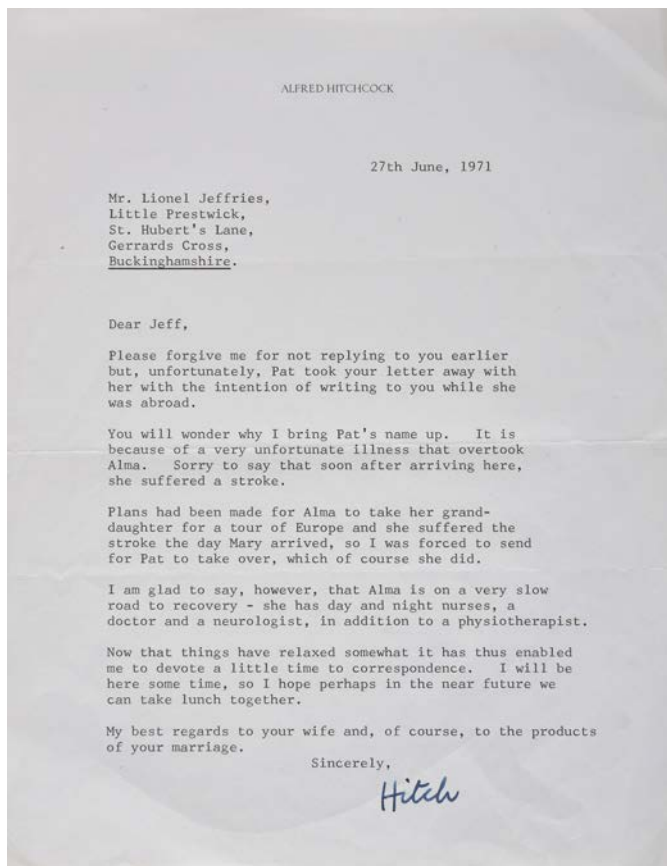 ALFRED HITCHCOCK
27th June, 1971
Mr. Lionel Jeffries,
Little Prestwick,
St. Hubert's Lane,
Gerrards Cross,
Buckinghamshire.
Dear Jeff,
Please forgive me for not replying to you earlier
but, unfortunately, Pat took your letter away with
her with the intention of writing to you while she
was abroad.
You will wonder why I bring Pat's name up. It is
because of a very unfortunate illness that overtook
Alma. Sorry to say that soon after arriving here,
she suffered a stroke.
Plans had been made for Alma to take her grand-
daughter for a tour of Europe and she suffered the
stroke the day Mary arrived, so I was forced to send
for Pat to take over, which of course she did.
I am glad to say, however, that Alma is on a very slow
road to recovery - she has day and night nurses, a
doctor and a neurologist, in addition to a physiotherapist.
Now that things have relaxed somewhat it has thus enabled
me to devote a little time to correspondence. I will be
here some time, so I hope perhaps in the near future we
can take lunch together.
My best regards to your wife and, of course, to the products
of your marriage.
Sincerely,
Hitch